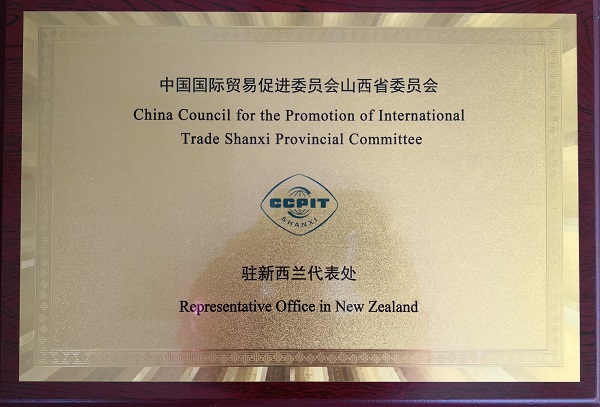 中国国际贸易促进委员会山西省委员会
China Council for the Promotion of International
Trade Shanxi Provincial Committee
CCPIT
SHANXI
驻新西兰代表处
Representative Office in New Zealand